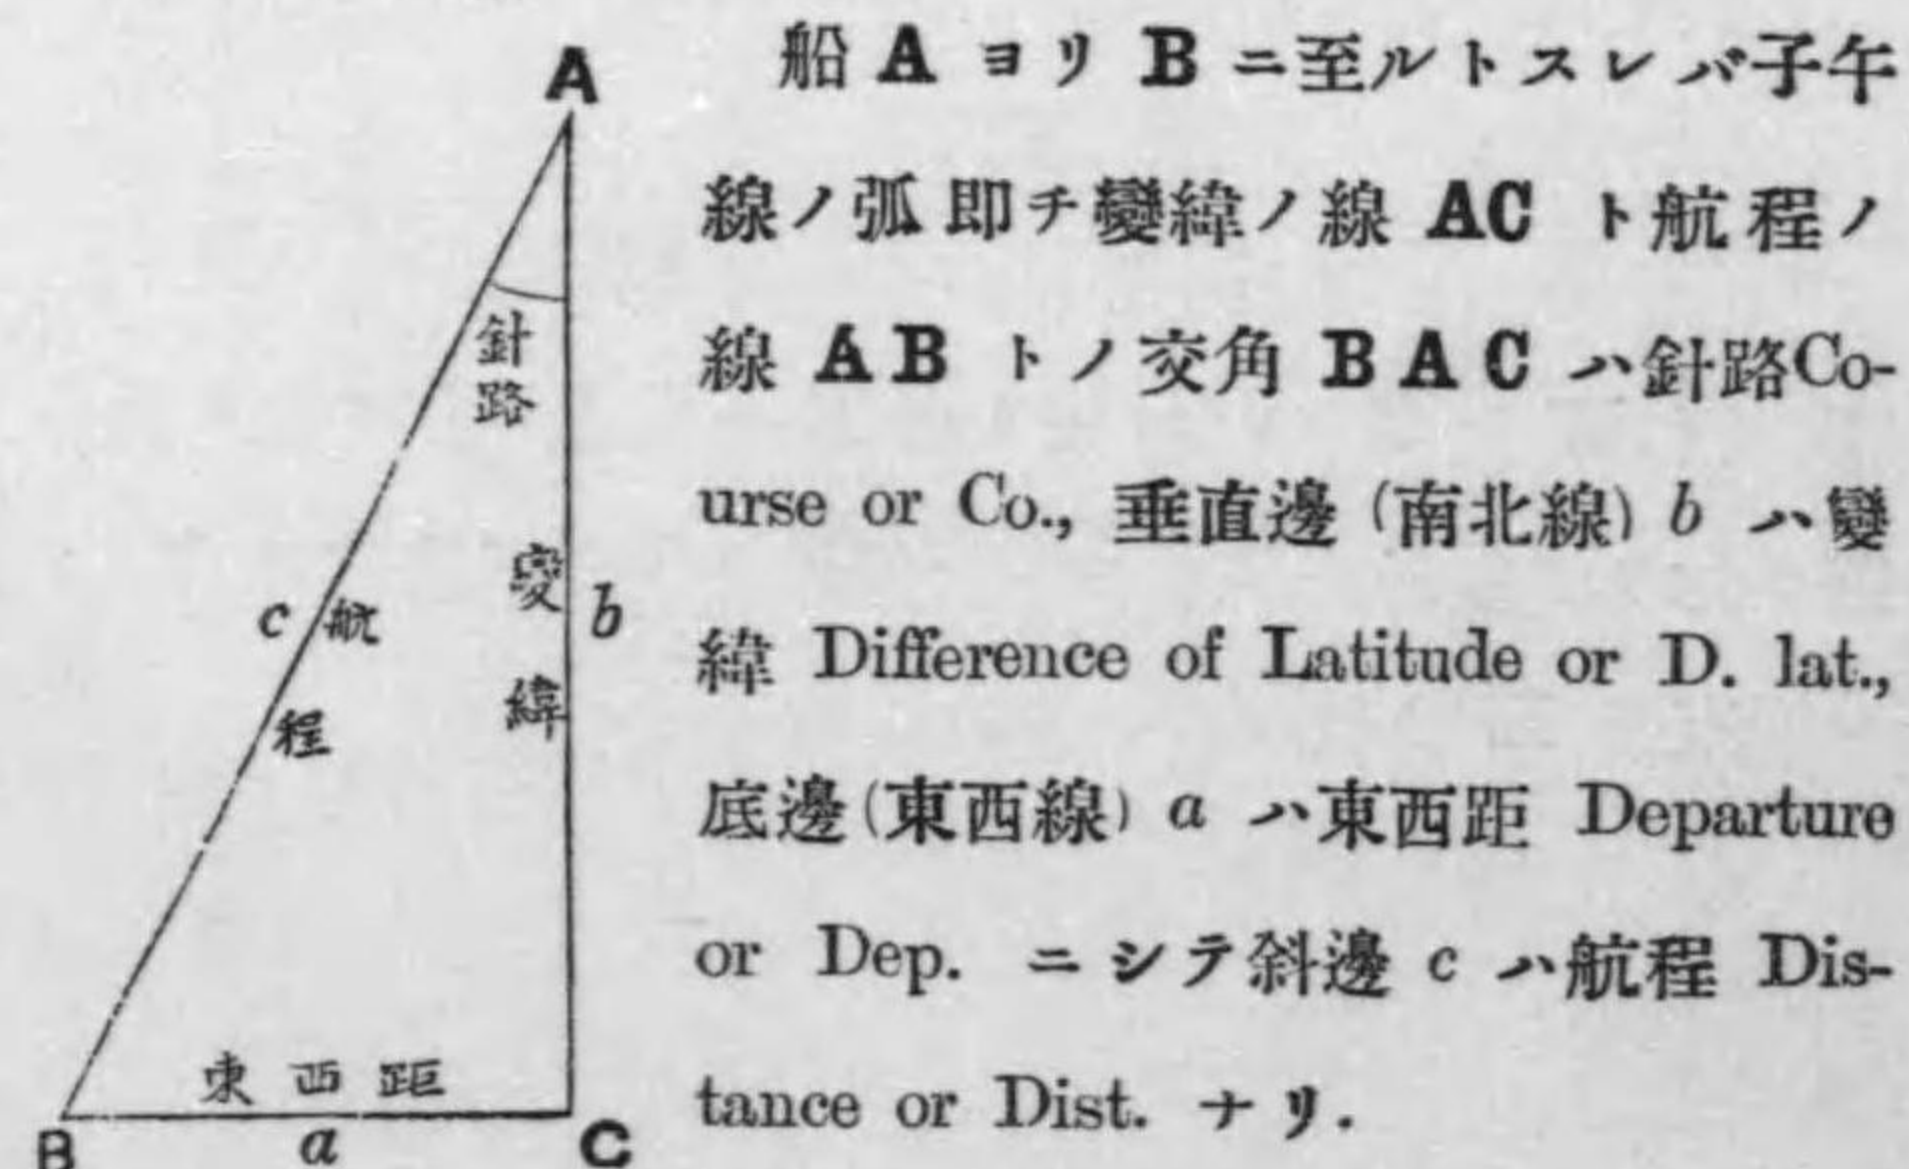 船 A ヨリ B ニ至ルトスレバ子午
線ノ弧即チ變緯ノ線 AC ト航程ノ
線 AB トノ交角 BAC ハ針路Co-
urse or Co., 垂直邊 (南北線) b ハ變
緯 Difference of Latitude or D. lat.,
底邊(東西線) a ハ東西距 Departure
or Dep. ニシテ斜邊 c ハ航程 Dis-
tance or Dist. ナリ.
A
針路
變緯
b
c
航程
東西距
B
a
C